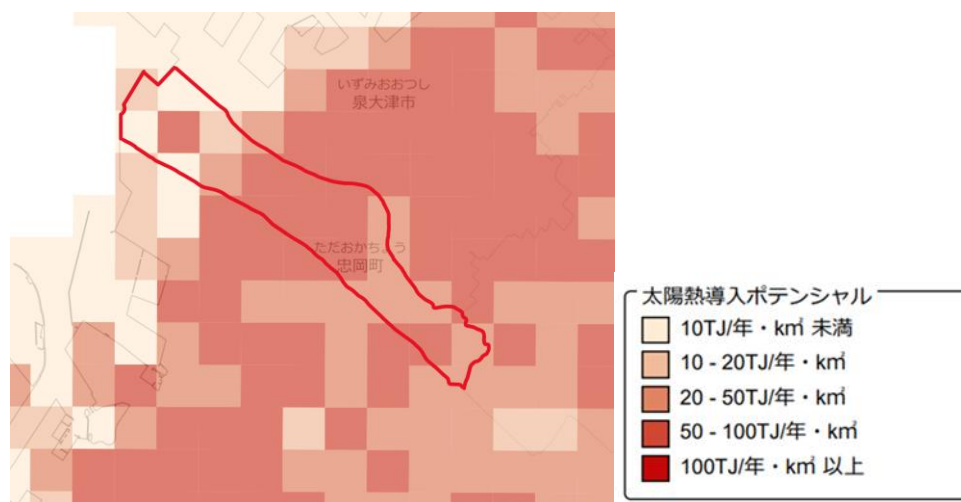 いずみおおつし
泉大津市
ただおかちょう
忠岡町
太陽熱導入ポテンシャル
10TJ/年・k㎡ 未満
10 - 20TJ/年・k㎡
20 - 50TJ/年・k㎡
50 - 100TJ/年・k㎡
100TJ/年・k㎡ 以上